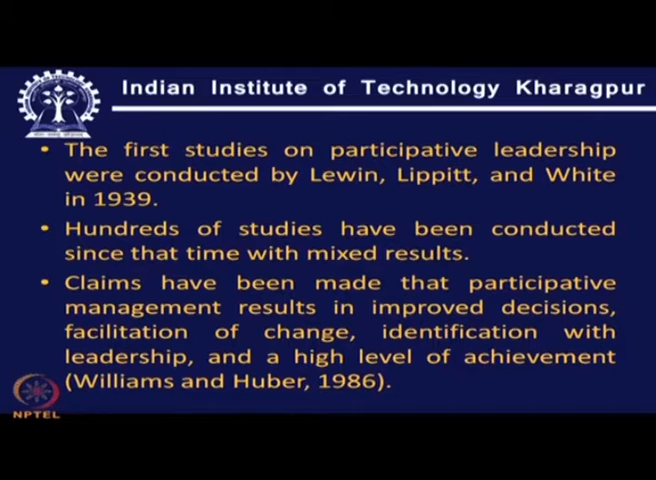 Indian Institute of Technology Kharagpur
• The first studies on participative leadership
were conducted by Lewin, Lippitt, and White
in 1939.
• Hundreds of studies have been conducted
since that time with mixed results.
• Claims have been made that participative
management results in improved decisions,
facilitation of change, identification with
leadership, and a high level of achievement
(Williams and Huber, 1986).
NPTEL